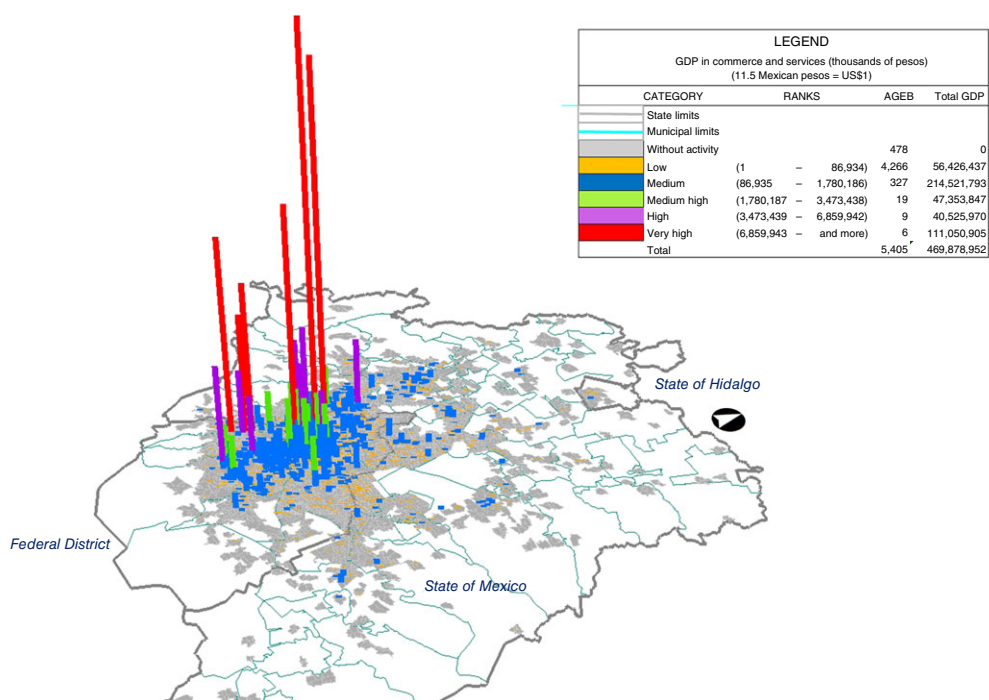 LEGEND
GDP in commerce and services (thousands of pesos)
(11.5 Mexican pesos = US$1)
CATEGORY RANKS AGEB Total GDP
State limits
Municipal limits
Without activity 478 0
Low (1 – 86,934) 4,266 56,426,437
Medium (86,935 – 1,780,186) 327 214,521,793
Medium high (1,780,187 – 3,473,438) 19 47,353,847
High (3,473,439 – 6,859,942) 9 40,525,970
Very high (6,859,943 – and more) 6 111,050,905
Total 5,405 469,878,952
State of Hidalgo
Federal District
State of Mexico